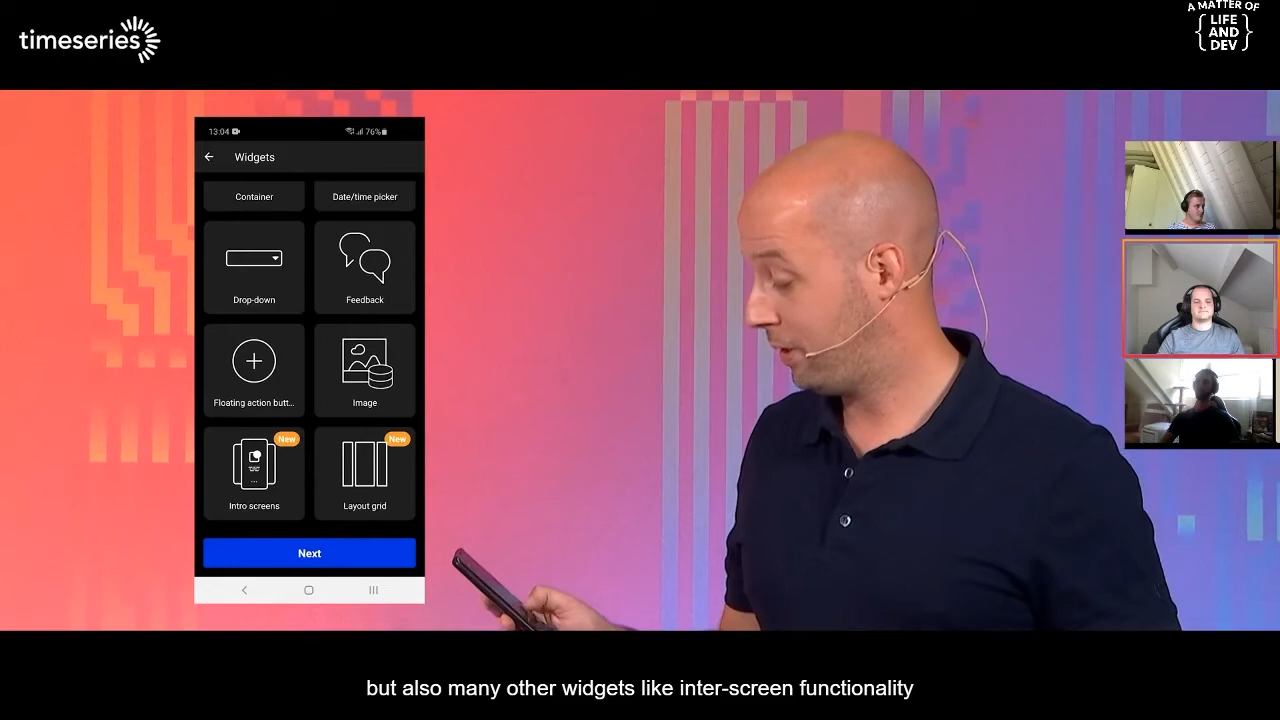 timeseries
A MATTER OF
{ LIFE
AND
DEV }
13:04
76%
Widgets
Container
Date/time picker
Drop-down
Feedback
Floating action butt...
Image
New
New
Intro screens
Layout grid
Next
but also many other widgets like inter-screen functionality